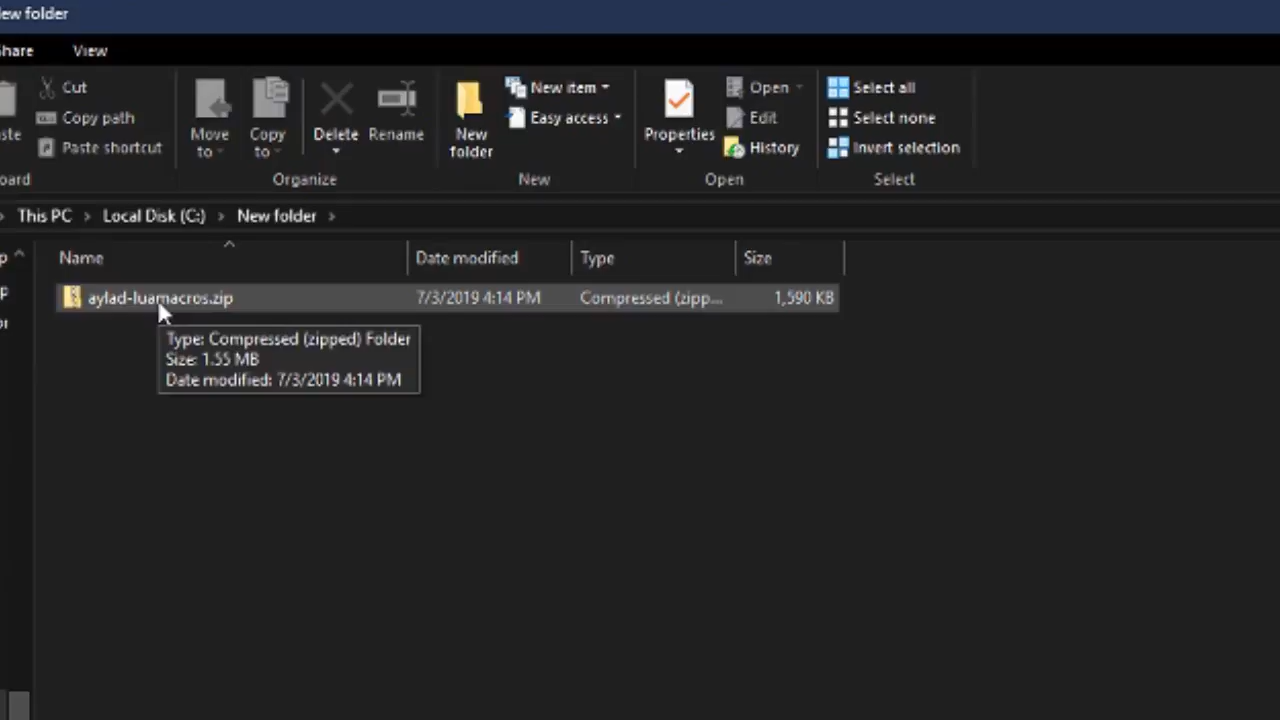 ew folder
Share View
Cut
Copy path
Paste shortcut
Move to
Copy to
Delete
Rename
New folder
New item
Easy access
Properties
Open
Edit
History
Select all
Select none
Invert selection
Organize New Open Select
This PC Local Disk (C:) New folder
Name Date modified Type Size
aylad-luamacros.zip 7/3/2019 4:14 PM Compressed (zipp... 1,590 KB
Type: Compressed (zipped) Folder
Size: 1.55 MB
Date modified: 7/3/2019 4:14 PM